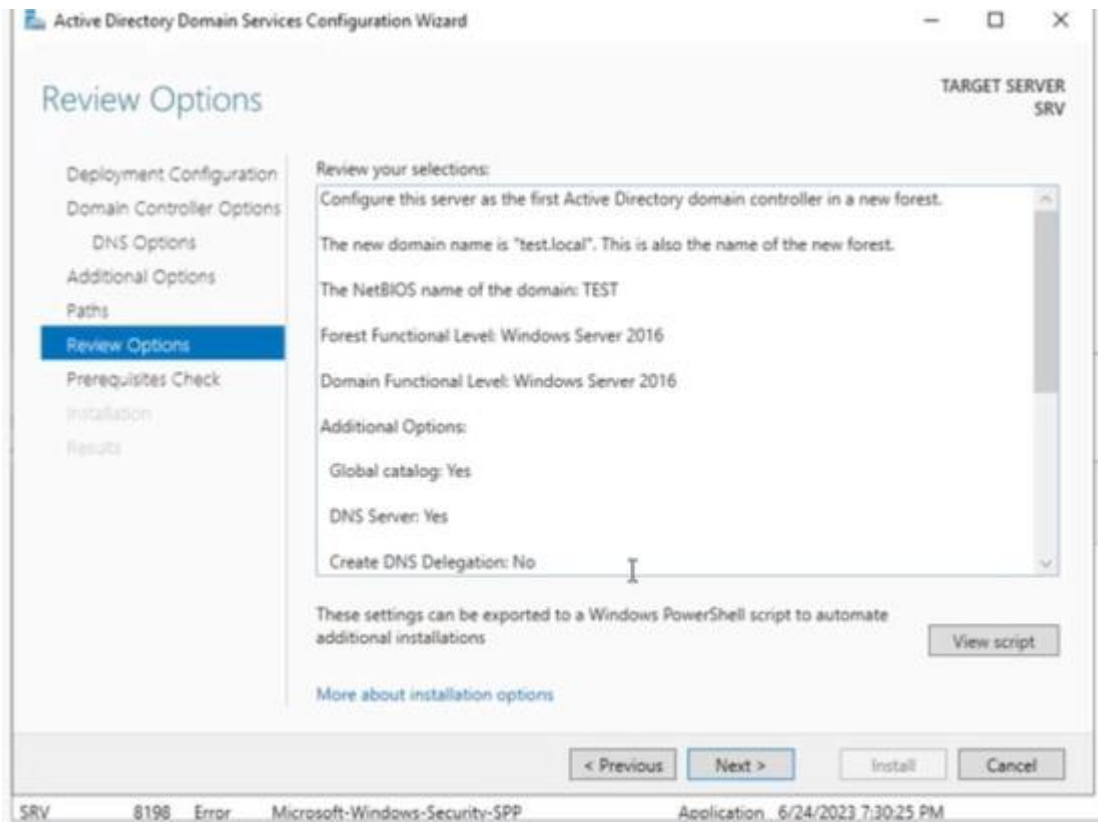 Active Directory Domain Services Configuration Wizard
Review Options
TARGET SERVER
SRV
Deployment Configuration
Domain Controller Options
DNS Options
Additional Options
Paths
Review Options
Prerequisites Check
Installation
Results
Review your selections:
Configure this server as the first Active Directory domain controller in a new forest.
The new domain name is "test.local". This is also the name of the new forest.
The NetBIOS name of the domain: TEST
Forest Functional Level: Windows Server 2016
Domain Functional Level: Windows Server 2016
Additional Options:
Global catalog: Yes
DNS Server: Yes
Create DNS Delegation: No
These settings can be exported to a Windows PowerShell script to automate
additional installations
View script
More about installation options
< Previous
Next >
Install
Cancel
SRV 8198 Error Microsoft-Windows-Security-SPP Application 6/24/2023 7:30:25 PM